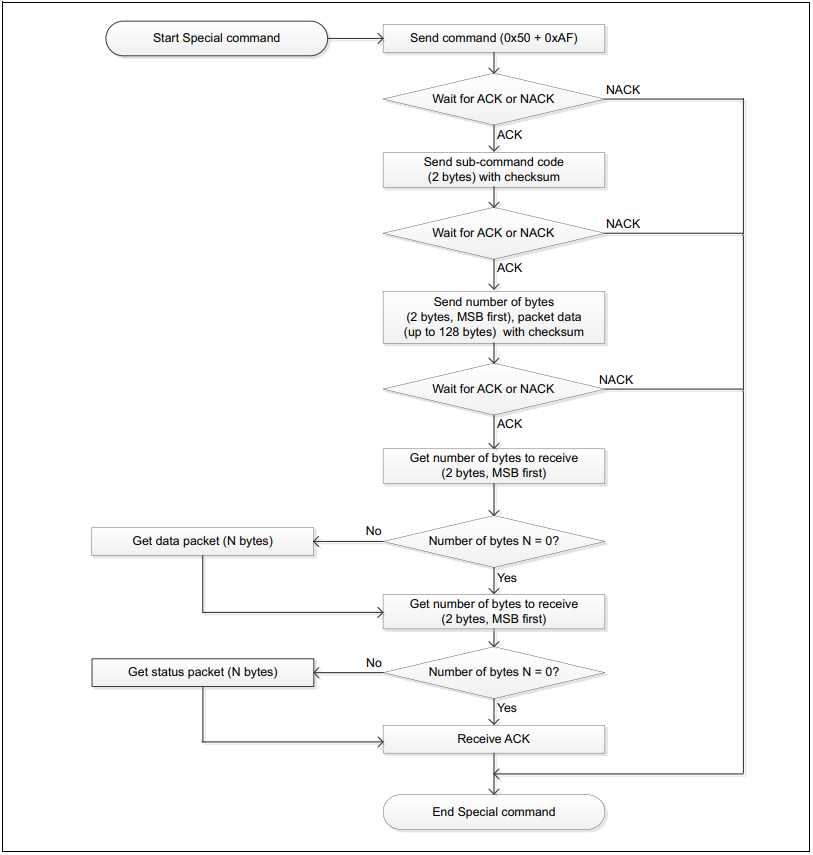 Start Special command
Send command (0x50 + 0xAF)
Wait for ACK or NACK
NACK
ACK
Send sub-command code
(2 bytes) with checksum
Wait for ACK or NACK
NACK
ACK
Send number of bytes
(2 bytes, MSB first), packet data
(up to 128 bytes) with checksum
Wait for ACK or NACK
NACK
ACK
Get number of bytes to receive
(2 bytes, MSB first)
Number of bytes N = 0?
No
Get data packet (N bytes)
Yes
Get number of bytes to receive
(2 bytes, MSB first)
Number of bytes N = 0?
No
Get status packet (N bytes)
Yes
Receive ACK
End Special command